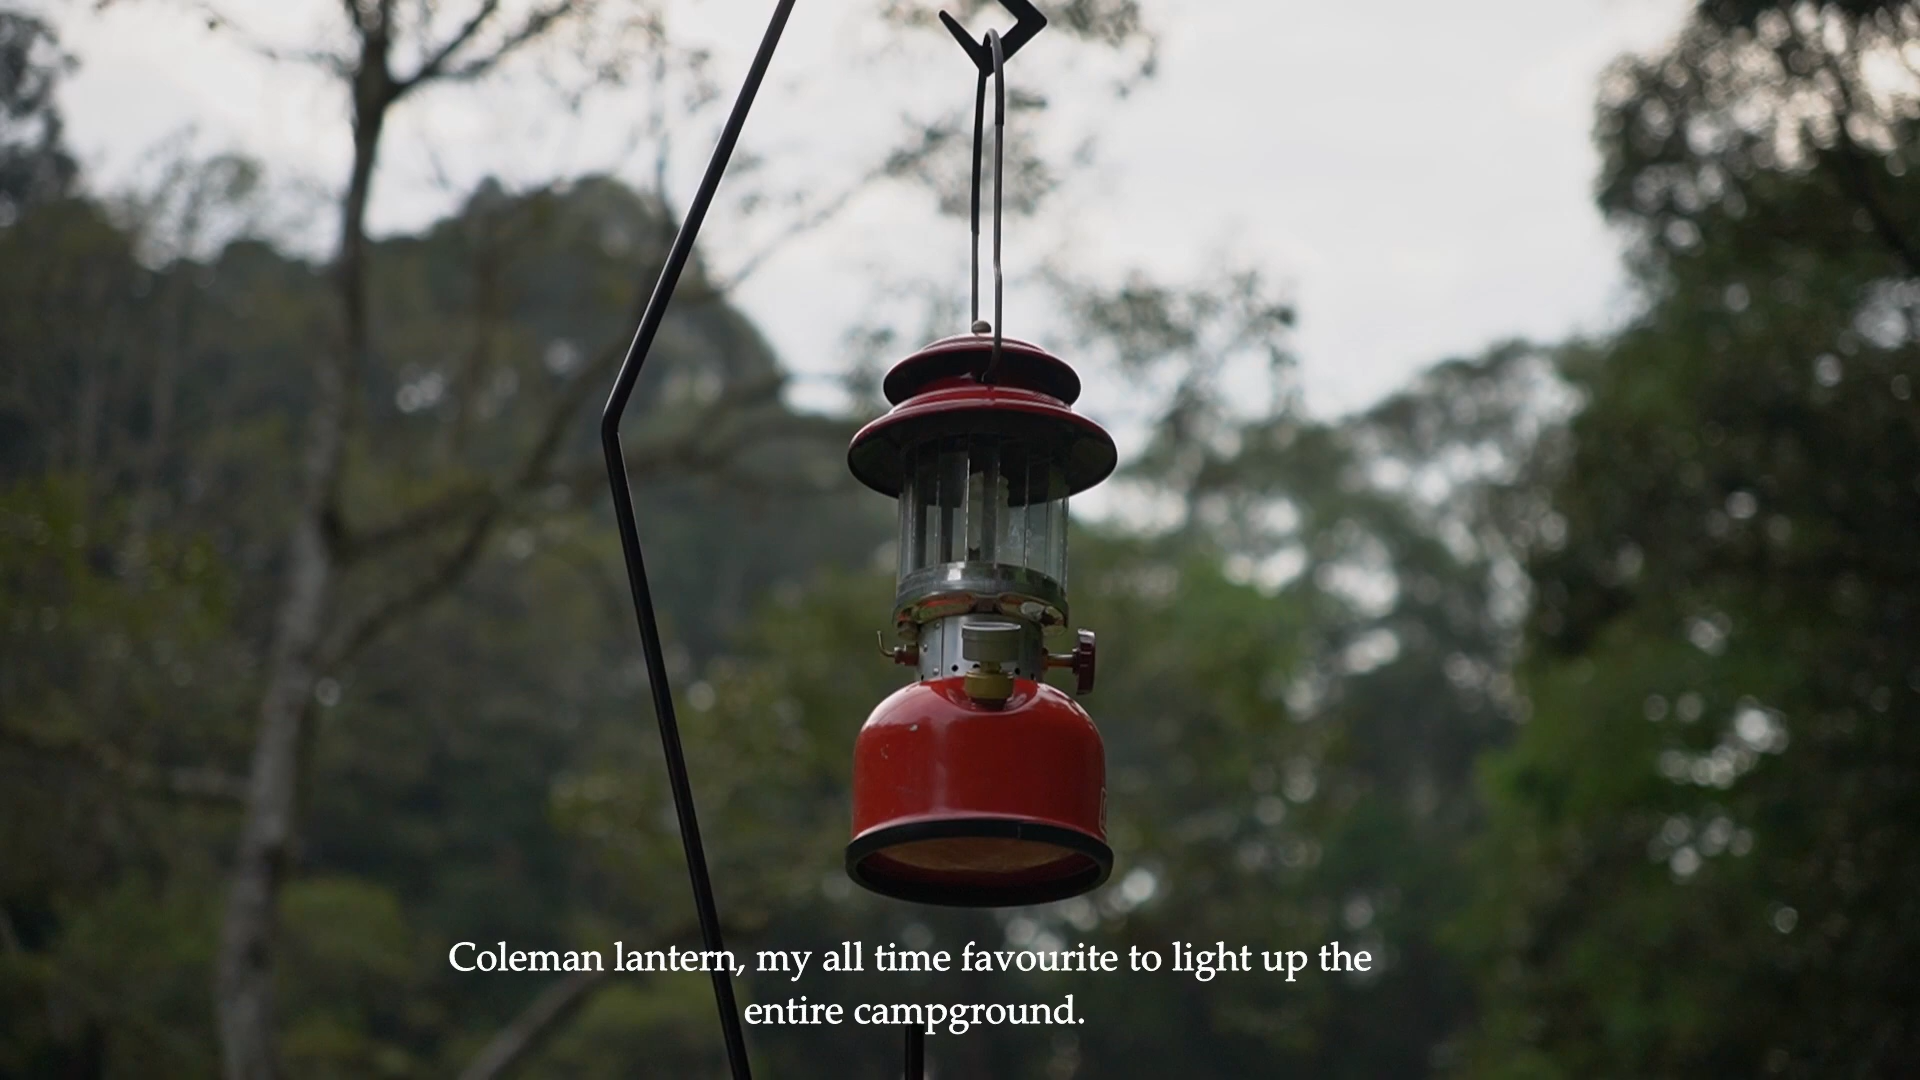 Coleman lantern, my all time favourite to light up the
entire campground.